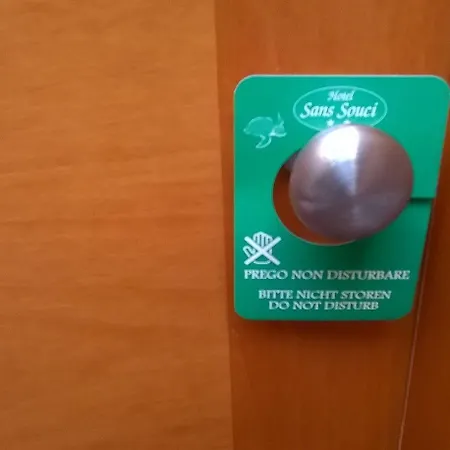 Hotel
Sans Souci
PREGO NON DISTURBARE
BITTE NICHT STOREN
DO NOT DISTURB